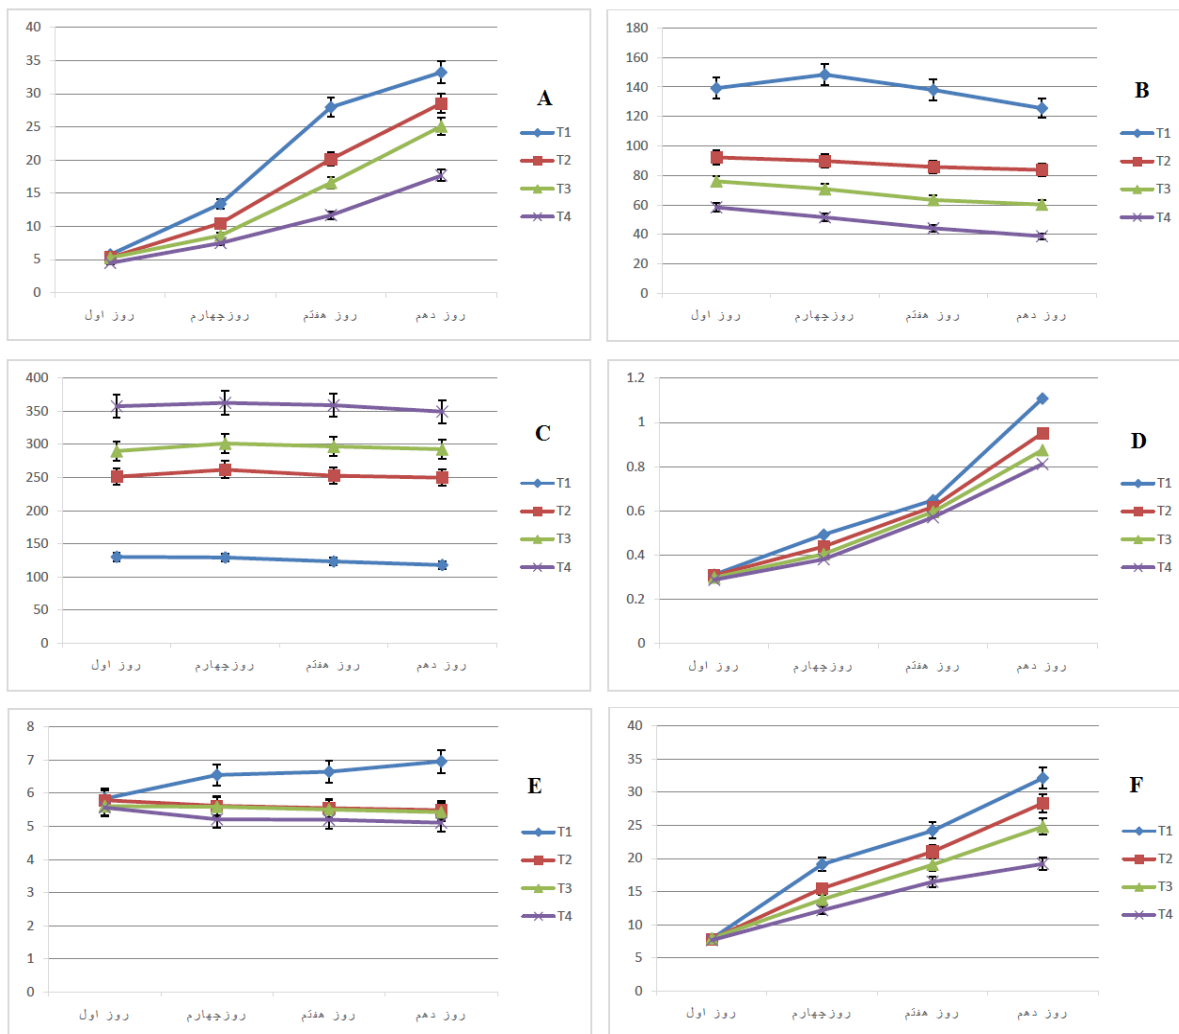 40
35
30
25
20
15
10
5
0
روز اول
روزچهارم
روز هفتم
روز دهم
A
T1
T2
T3
T4
180
160
140
120
100
80
60
40
20
0
روز اول
روزچهارم
روز هفتم
روز دهم
B
T1
T2
T3
T4
400
350
300
250
200
150
100
50
0
روز اول
روزچهارم
روز هفتم
روز دهم
C
T1
T2
T3
T4
1.2
1
0.8
0.6
0.4
0.2
0
روز اول
روزچهارم
روز هفتم
روز دهم
D
T1
T2
T3
T4
8
7
6
5
4
3
2
1
0
روز اول
روزچهارم
روز هفتم
روز دهم
E
T1
T2
T3
T4
40
35
30
25
20
15
10
5
0
روز اول
روزچهارم
روز هفتم
روز دهم
F
T1
T2
T3
T4